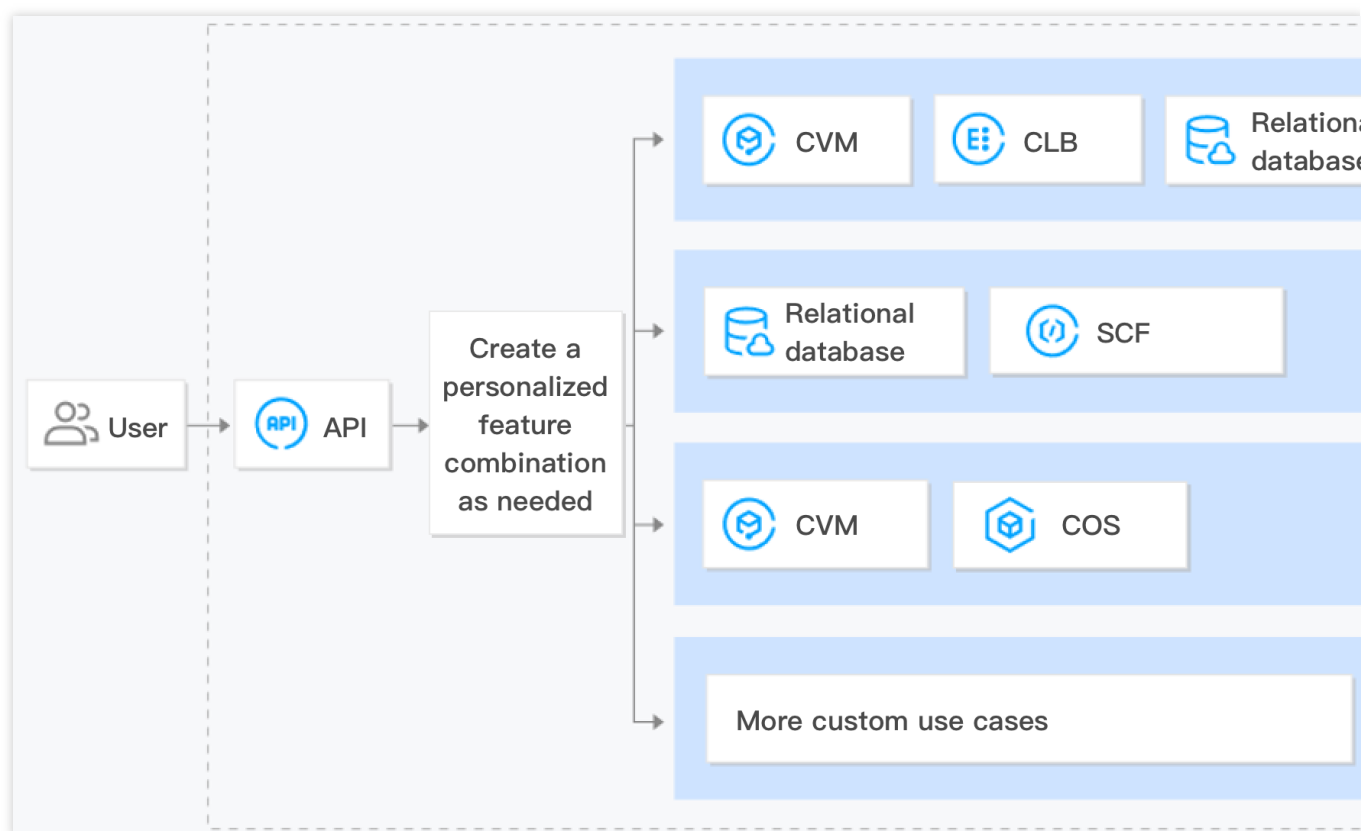 CVM
CLB
Relationa
database
Relational
database
SCF
Create a
personalized
feature
combination
as needed
User
API
API
CVM
COS
More custom use cases